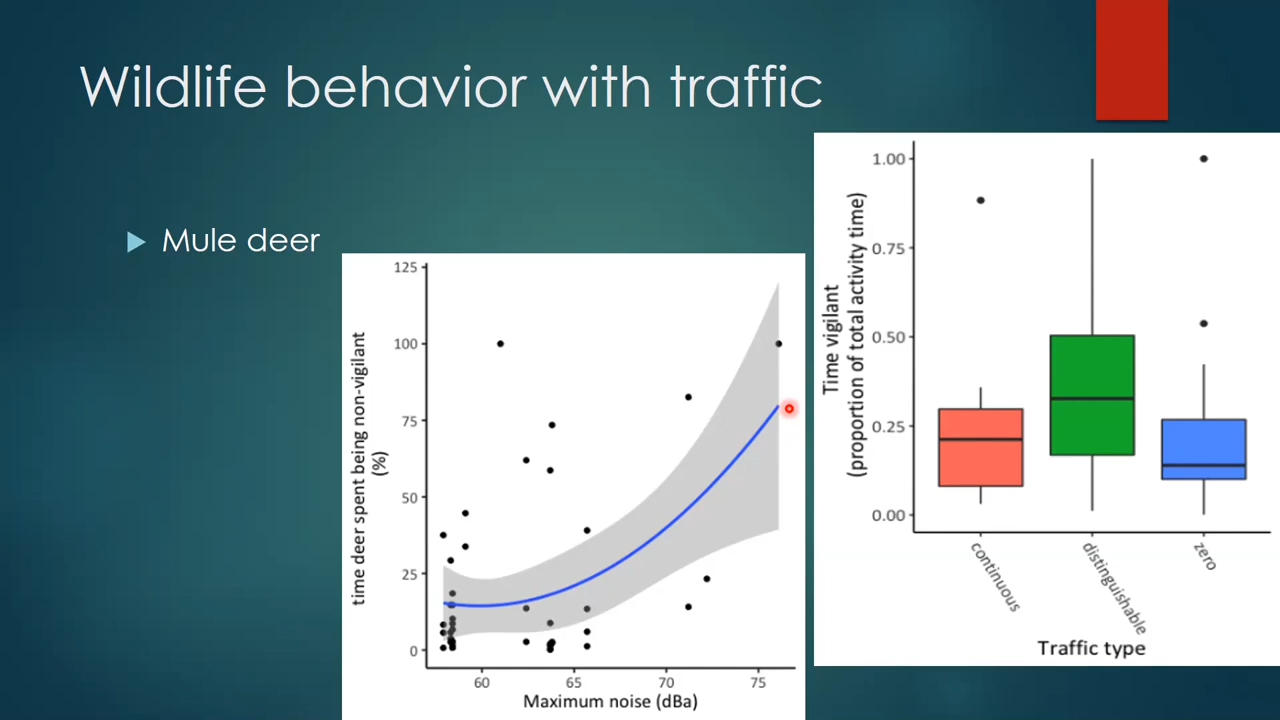 Wildlife behavior with traffic
Mule deer
time deer spent being non-vigilant
(%)
125
100
75
50
25
0
60
65
70
75
Maximum noise (dBa)
Time vigilant
(proportion of total activity time)
1.00
0.75
0.50
0.25
0.00
continuous
distinguishable
zero
Traffic type